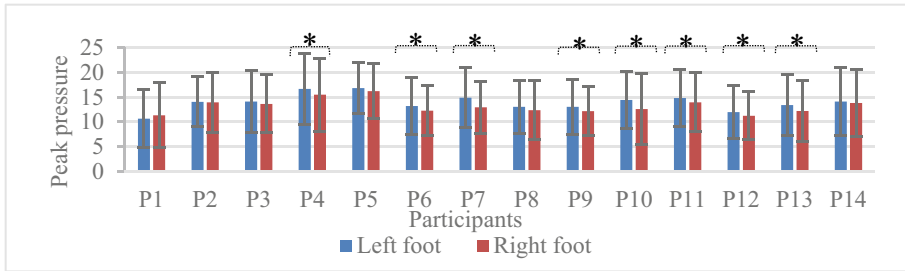 * * * * * * * *
25
20
15
10
5
0
Peak pressure
P1 P2 P3 P4 P5 P6 P7 P8 P9 P10 P11 P12 P13 P14
Participants
Left foot Right foot